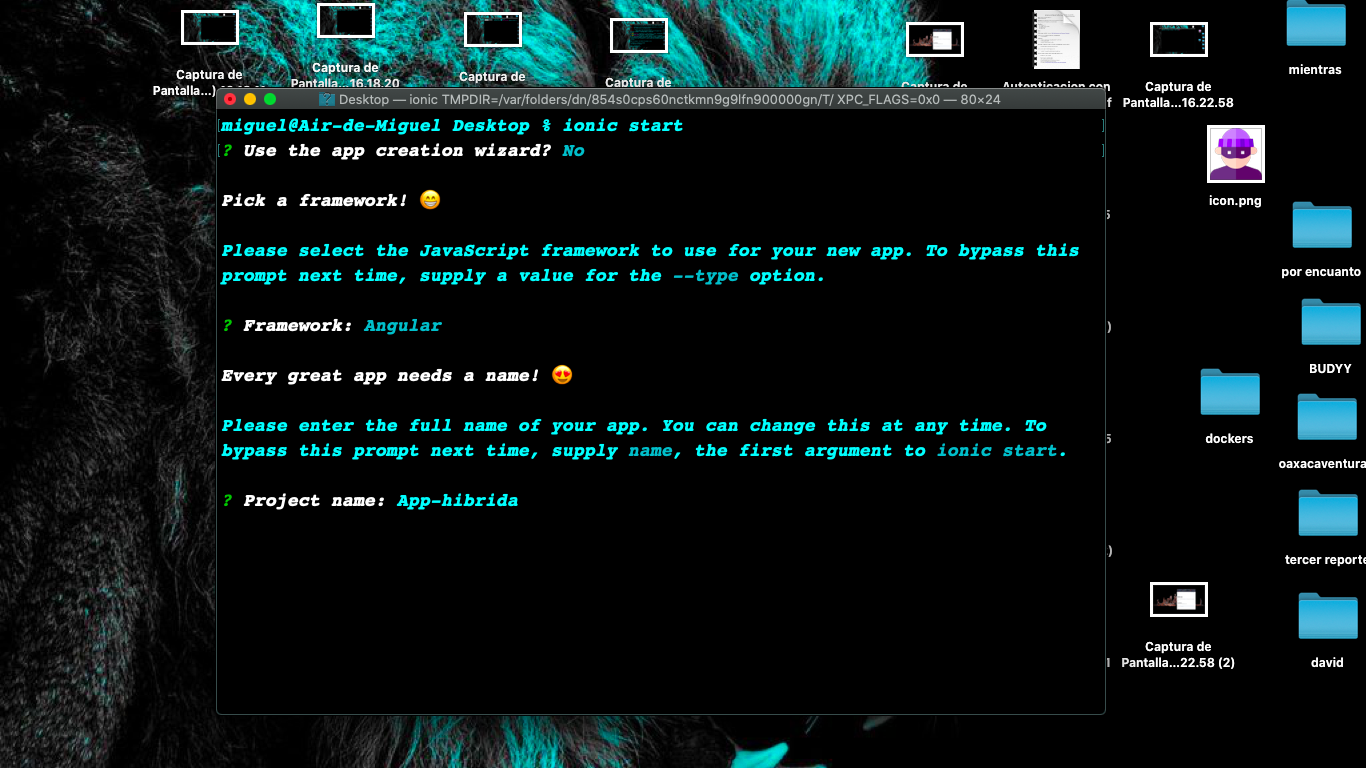 Captura de
Pantalla...)
Captura de
Pantalla...16.18.20
Captura de
Captura de
Captura de
Autenticacion con
Captura de
Pantalla...16.22.58
mientras
Desktop — ionic TMPDIR=/var/folders/dn/854s0cps60nctkmn9g9lfn900000gn/T/ XPC_FLAGS=0x0 — 80×24
[miguel@Air-de-Miguel Desktop % ionic start ]
[? Use the app creation wizard? No ]
Pick a framework! 😁
Please select the JavaScript framework to use for your new app. To bypass this
prompt next time, supply a value for the --type option.
? Framework: Angular
Every great app needs a name! 😍
Please enter the full name of your app. You can change this at any time. To
bypass this prompt next time, supply name, the first argument to ionic start.
? Project name: App-hibrida
icon.png
por encuanto
BUDYY
dockers
oaxacaventura
tercer reporte
Captura de
Pantalla...22.58 (2)
david